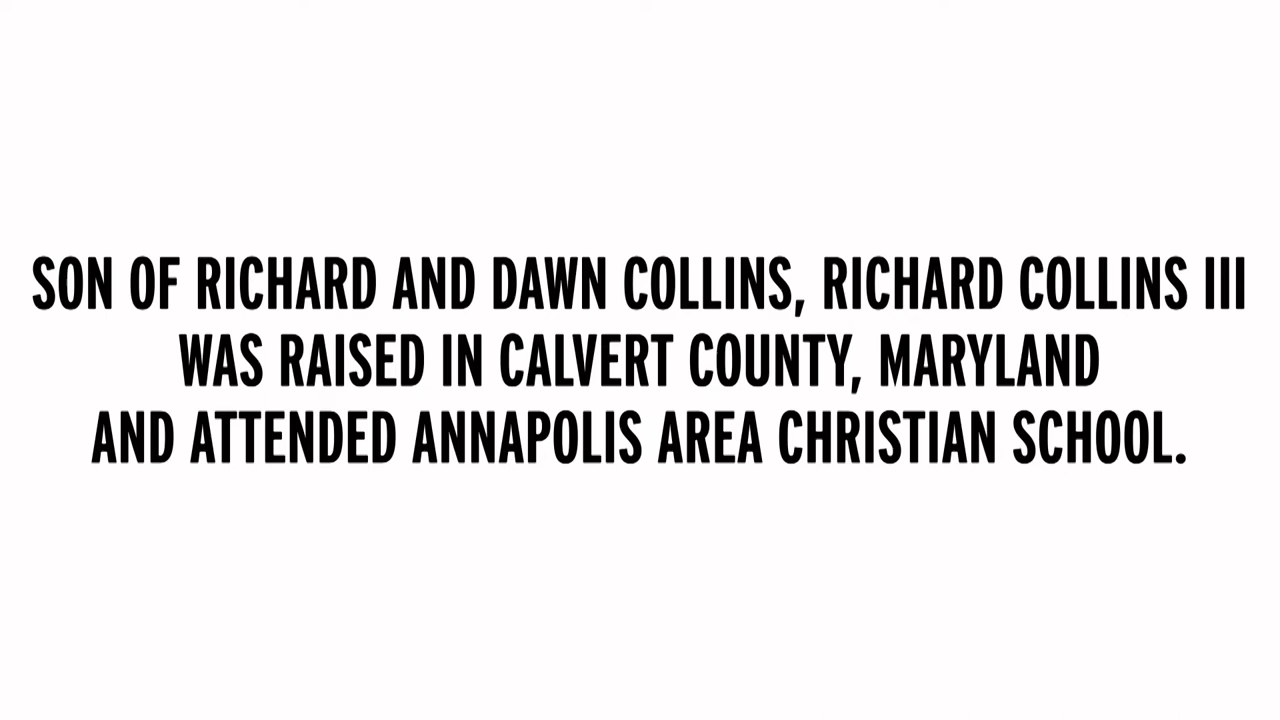 SON OF RICHARD AND DAWN COLLINS, RICHARD COLLINS III
WAS RAISED IN CALVERT COUNTY, MARYLAND
AND ATTENDED ANNAPOLIS AREA CHRISTIAN SCHOOL.